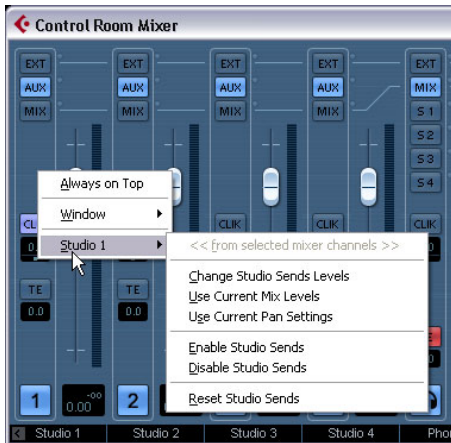 Control Room Mixer
EXT EXT EXT EXT EXT
AUX AUX AUX AUX MIX
MIX MIX MIX MIX S 1
S 2
S 3
S 4
Always on Top
Window
CLIK CLIK CLIK
Studio 1
<< from selected mixer channels >>
Change Studio Sends Levels
Use Current Mix Levels
Use Current Pan Settings
TE TE
0.0 0.0
Enable Studio Sends
Disable Studio Sends
Reset Studio Sends
1 0.00 -oo 2
Studio 1 Studio 2 Studio 3 Studio 4 Pho